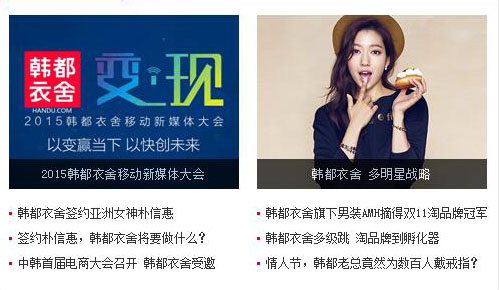 韩都衣舍
HANDU.COM
变现
2015韩都衣舍移动新媒体大会
以变赢当下 以快创未来
2015韩都衣舍移动新媒体大会
韩都衣舍 多明星战略
韩都衣舍签约亚洲女神朴信惠
签约朴信惠，韩都衣舍将要做什么？
中韩首届电商大会召开 韩都衣舍受邀
韩都衣舍旗下男装AMH摘得双11淘品牌冠军
韩都衣舍多级跳 淘品牌到孵化器
情人节，韩都老总竟然为数百人戴戒指？